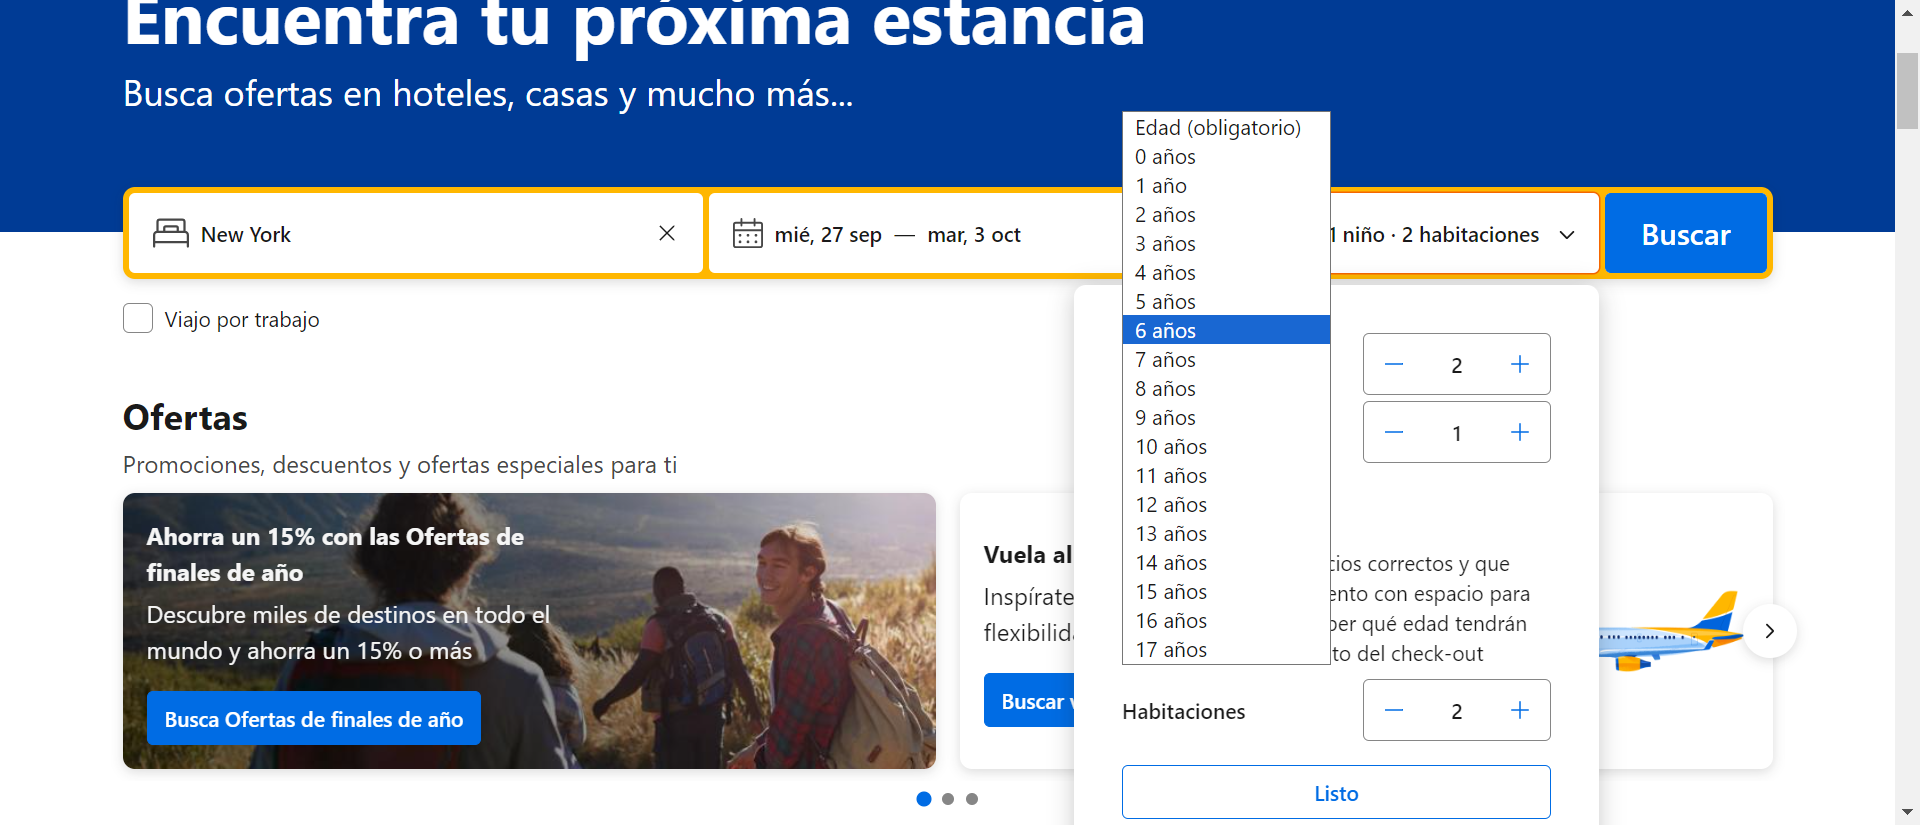 Encuentra tu próxima estancia
Busca ofertas en hoteles, casas y mucho más...
New York
mié, 27 sep — mar, 3 oct
1 niño · 2 habitaciones
Buscar
Viajo por trabajo
Edad (obligatorio)
0 años
1 año
2 años
3 años
4 años
5 años
6 años
7 años
8 años
9 años
10 años
11 años
12 años
13 años
14 años
15 años
16 años
17 años
2
1
cios correctos y que
ento con espacio para
ber qué edad tendrán
to del check-out
Habitaciones
2
Listo
Ofertas
Promociones, descuentos y ofertas especiales para ti
Ahorra un 15% con las Ofertas de
finales de año
Descubre miles de destinos en todo el
mundo y ahorra un 15% o más
Busca Ofertas de finales de año
Vuela al
Inspírate
flexibilid
Buscar